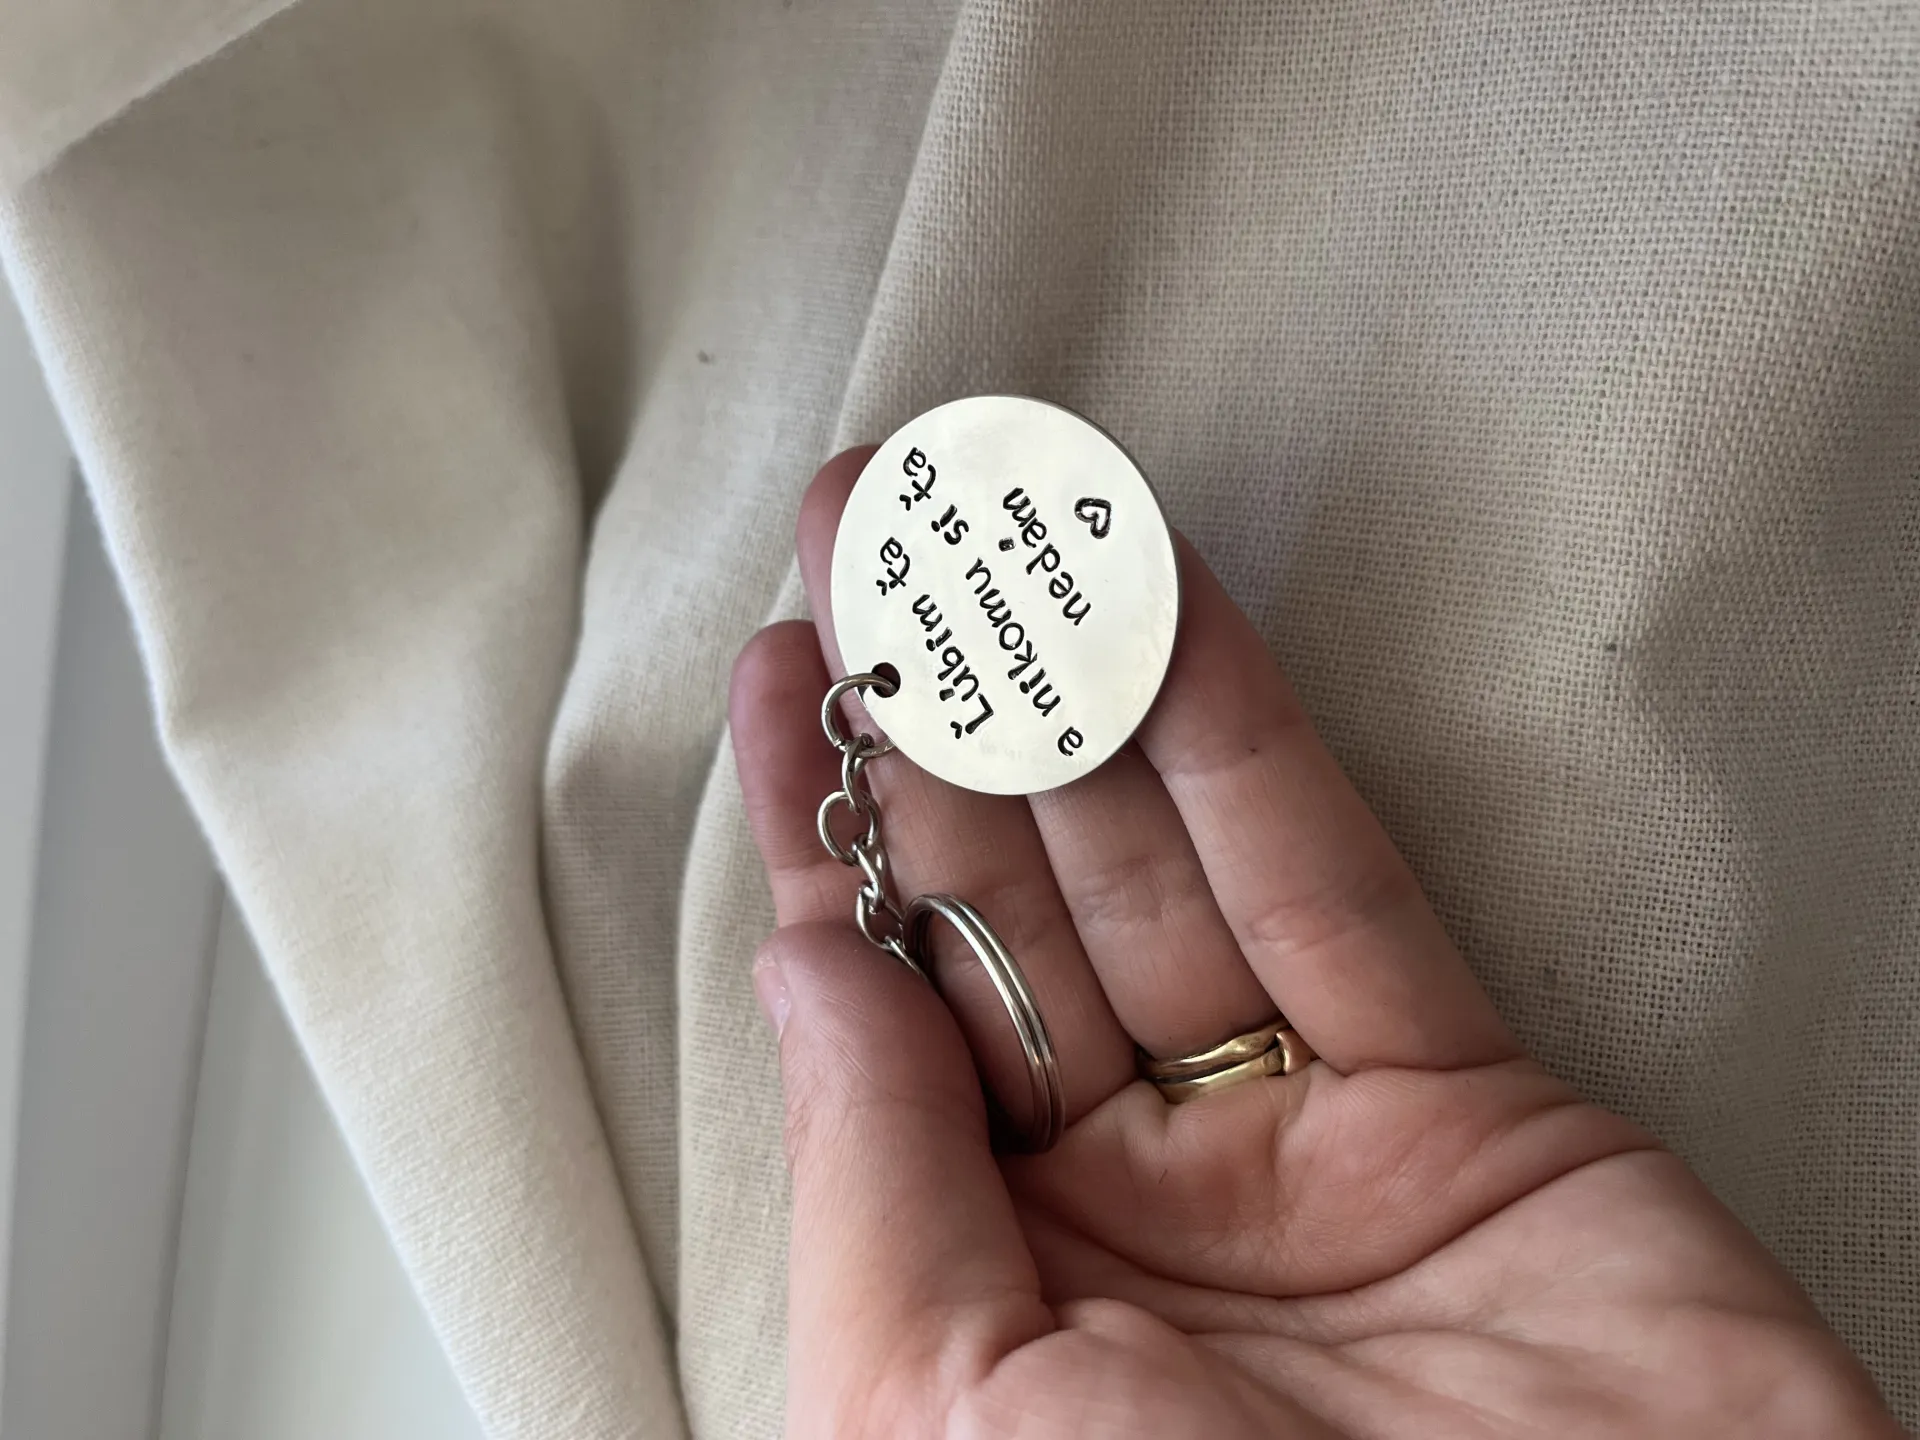 Ľúbim ťa
a nikomu si ťa
nedám